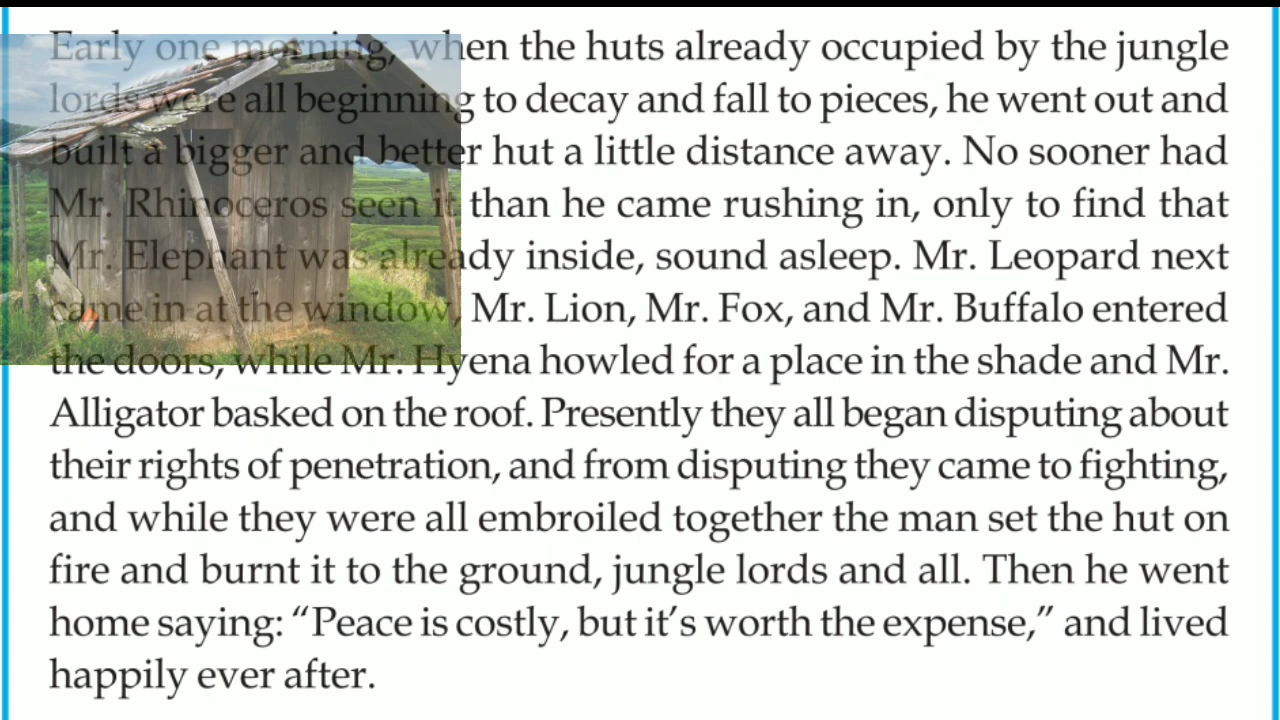 Early one morning, when the huts already occupied by the jungle
lords were all beginning to decay and fall to pieces, he went out and
built a bigger and better hut a little distance away. No sooner had
Mr. Rhinoceros seen it than he came rushing in, only to find that
Mr. Elephant was already inside, sound asleep. Mr. Leopard next
came in at the window, Mr. Lion, Mr. Fox, and Mr. Buffalo entered
the doors, while Mr. Hyena howled for a place in the shade and Mr.
Alligator basked on the roof. Presently they all began disputing about
their rights of penetration, and from disputing they came to fighting,
and while they were all embroiled together the man set the hut on
fire and burnt it to the ground, jungle lords and all. Then he went
home saying: “Peace is costly, but it’s worth the expense,” and lived
happily ever after.